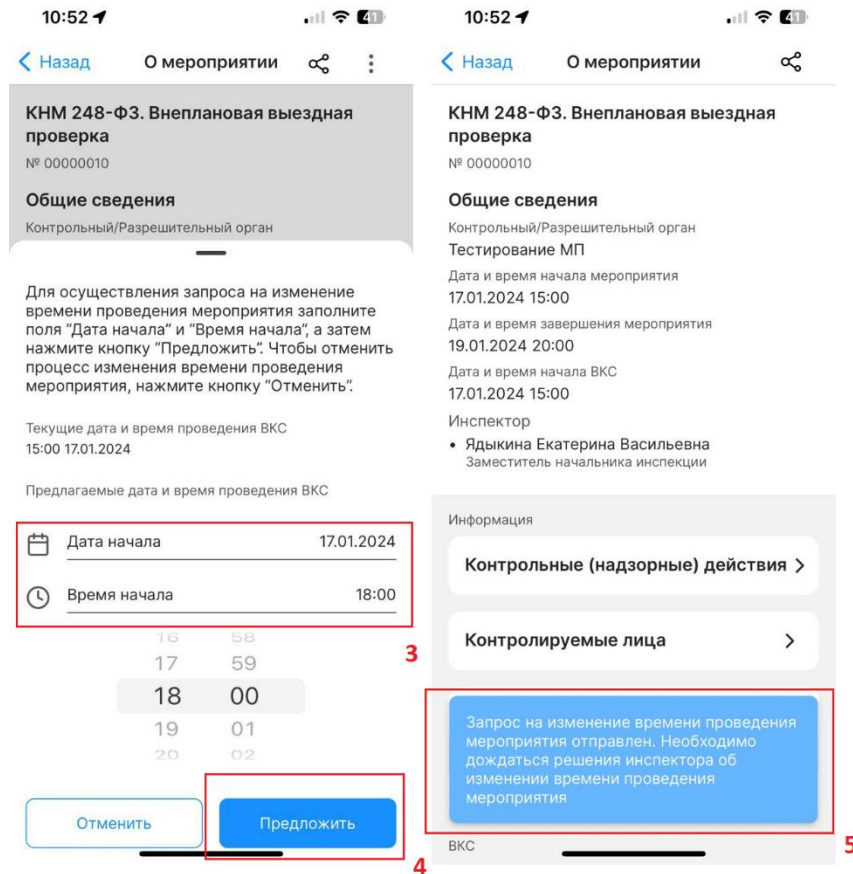 10:52
41
Назад
О мероприятии
КНМ 248-ФЗ. Внеплановая выездная
проверка
№ 00000010
Общие сведения
Контрольный/Разрешительный орган
Для осуществления запроса на изменение
времени проведения мероприятия заполните
поля “Дата начала” и “Время начала”, а затем
нажмите кнопку “Предложить”. Чтобы отменить
процесс изменения времени проведения
мероприятия, нажмите кнопку “Отменить”.
Текущие дата и время проведения ВКС
15:00 17.01.2024
Предлагаемые дата и время проведения ВКС
Дата начала 17.01.2024
Время начала 18:00
3
16 58
17 59
18 00
19 01
20 02
Отменить
Предложить
4
10:52
41
Назад
О мероприятии
КНМ 248-ФЗ. Внеплановая выездная
проверка
№ 00000010
Общие сведения
Контрольный/Разрешительный орган
Тестирование МП
Дата и время начала мероприятия
17.01.2024 15:00
Дата и время завершения мероприятия
19.01.2024 20:00
Дата и время начала ВКС
17.01.2024 15:00
Инспектор
• Ядыкина Екатерина Васильевна
Заместитель начальника инспекции
Информация
Контрольные (надзорные) действия
Контролируемые лица
Запрос на изменение времени проведения
мероприятия отправлен. Необходимо
дождаться решения инспектора об
изменении времени проведения
мероприятия
5
ВКС